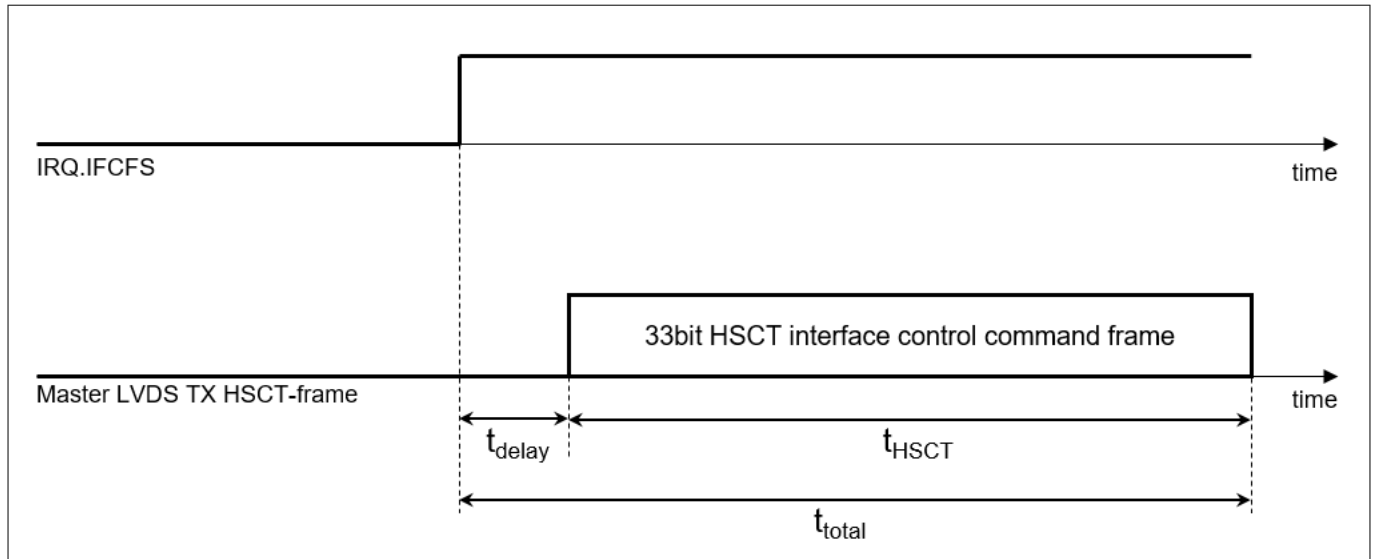 IRQ.IFCFS
time
33bit HSCT interface control command frame
Master LVDS TX HSCT-frame
time
tdelay
tHSCT
ttotal